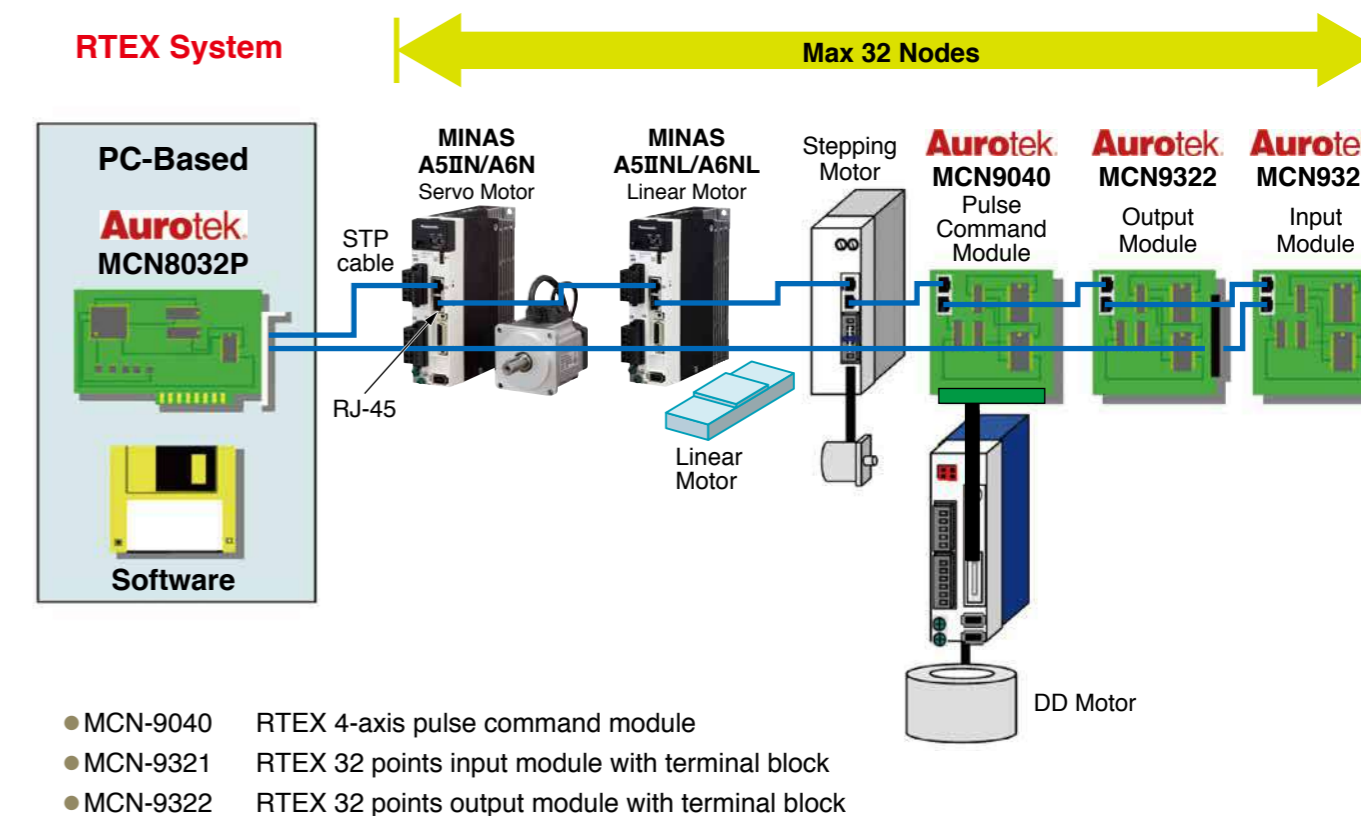 RTEX System
Max 32 Nodes
PC-Based
Aurotek
MCN8032P
Software
STP
cable
RJ-45
MINAS
A5IIN/A6N
Servo Motor
MINAS
A5IINL/A6NL
Linear Motor
Linear
Motor
Stepping
Motor
Aurotek
MCN9040
Pulse
Command
Module
DD Motor
Aurotek
MCN9322
Output
Module
Aurote
MCN932
Input
Module
● MCN-9040 RTEX 4-axis pulse command module
● MCN-9321 RTEX 32 points input module with terminal block
● MCN-9322 RTEX 32 points output module with terminal block